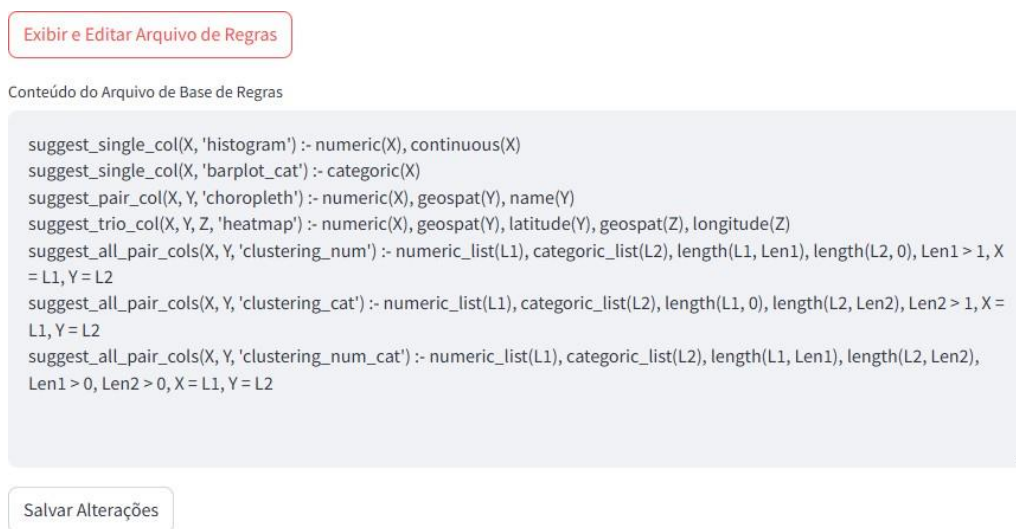 Exibir e Editar Arquivo de Regras
Conteúdo do Arquivo de Base de Regras
suggest_single_col(X, 'histogram') :- numeric(X), continuous(X)
suggest_single_col(X, 'barplot_cat') :- categoric(X)
suggest_pair_col(X, Y, 'choropleth') :- numeric(X), geospat(Y), name(Y)
suggest_trio_col(X, Y, Z, 'heatmap') :- numeric(X), geospat(Y), latitude(Y), geospat(Z), longitude(Z)
suggest_all_pair_cols(X, Y, 'clustering_num') :- numeric_list(L1), categoric_list(L2), length(L1, Len1), length(L2, 0), Len1 > 1, X
= L1, Y = L2
suggest_all_pair_cols(X, Y, 'clustering_cat') :- numeric_list(L1), categoric_list(L2), length(L1, 0), length(L2, Len2), Len2 > 1, X =
L1, Y = L2
suggest_all_pair_cols(X, Y, 'clustering_num_cat') :- numeric_list(L1), categoric_list(L2), length(L1, Len1), length(L2, Len2),
Len1 > 0, Len2 > 0, X = L1, Y = L2
Salvar Alterações